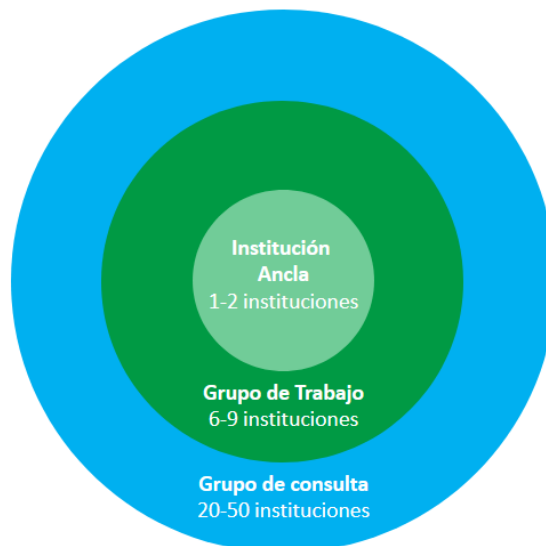 Institución
Ancla
1-2 instituciones
Grupo de Trabajo
6-9 instituciones
Grupo de consulta
20-50 instituciones